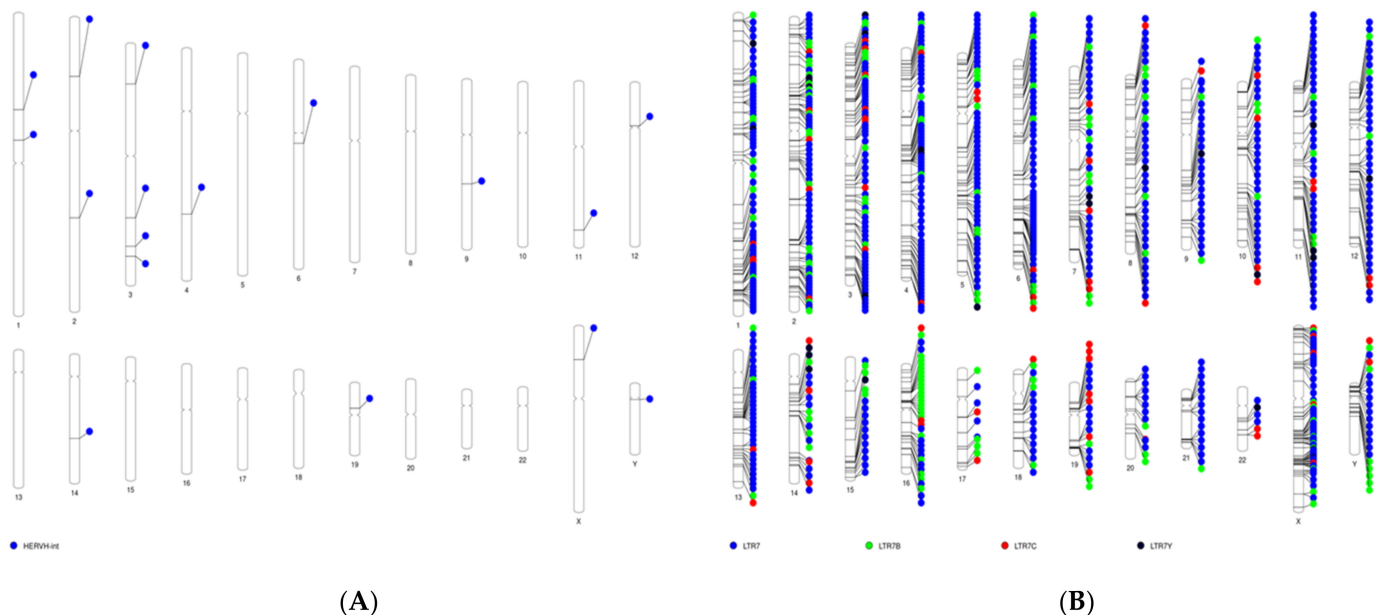 1 2 3 4 5 6 7 8 9 10 11 12
13 14 15 16 17 18 19 20 21 22 X Y
HERVH-int
(A)
1 2 3 4 5 6 7 8 9 10 11 12
13 14 15 16 17 18 19 20 21 22 X Y
LTR7 LTR7B LTR7C LTR7Y
(B)